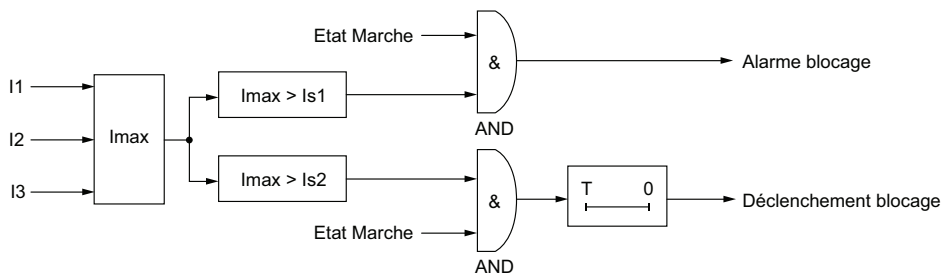 Etat Marche
&
Alarme blocage
I1
Imax > Is1
I2
Imax
AND
I3
Imax > Is2
&
T 0
Déclenchement blocage
Etat Marche
AND